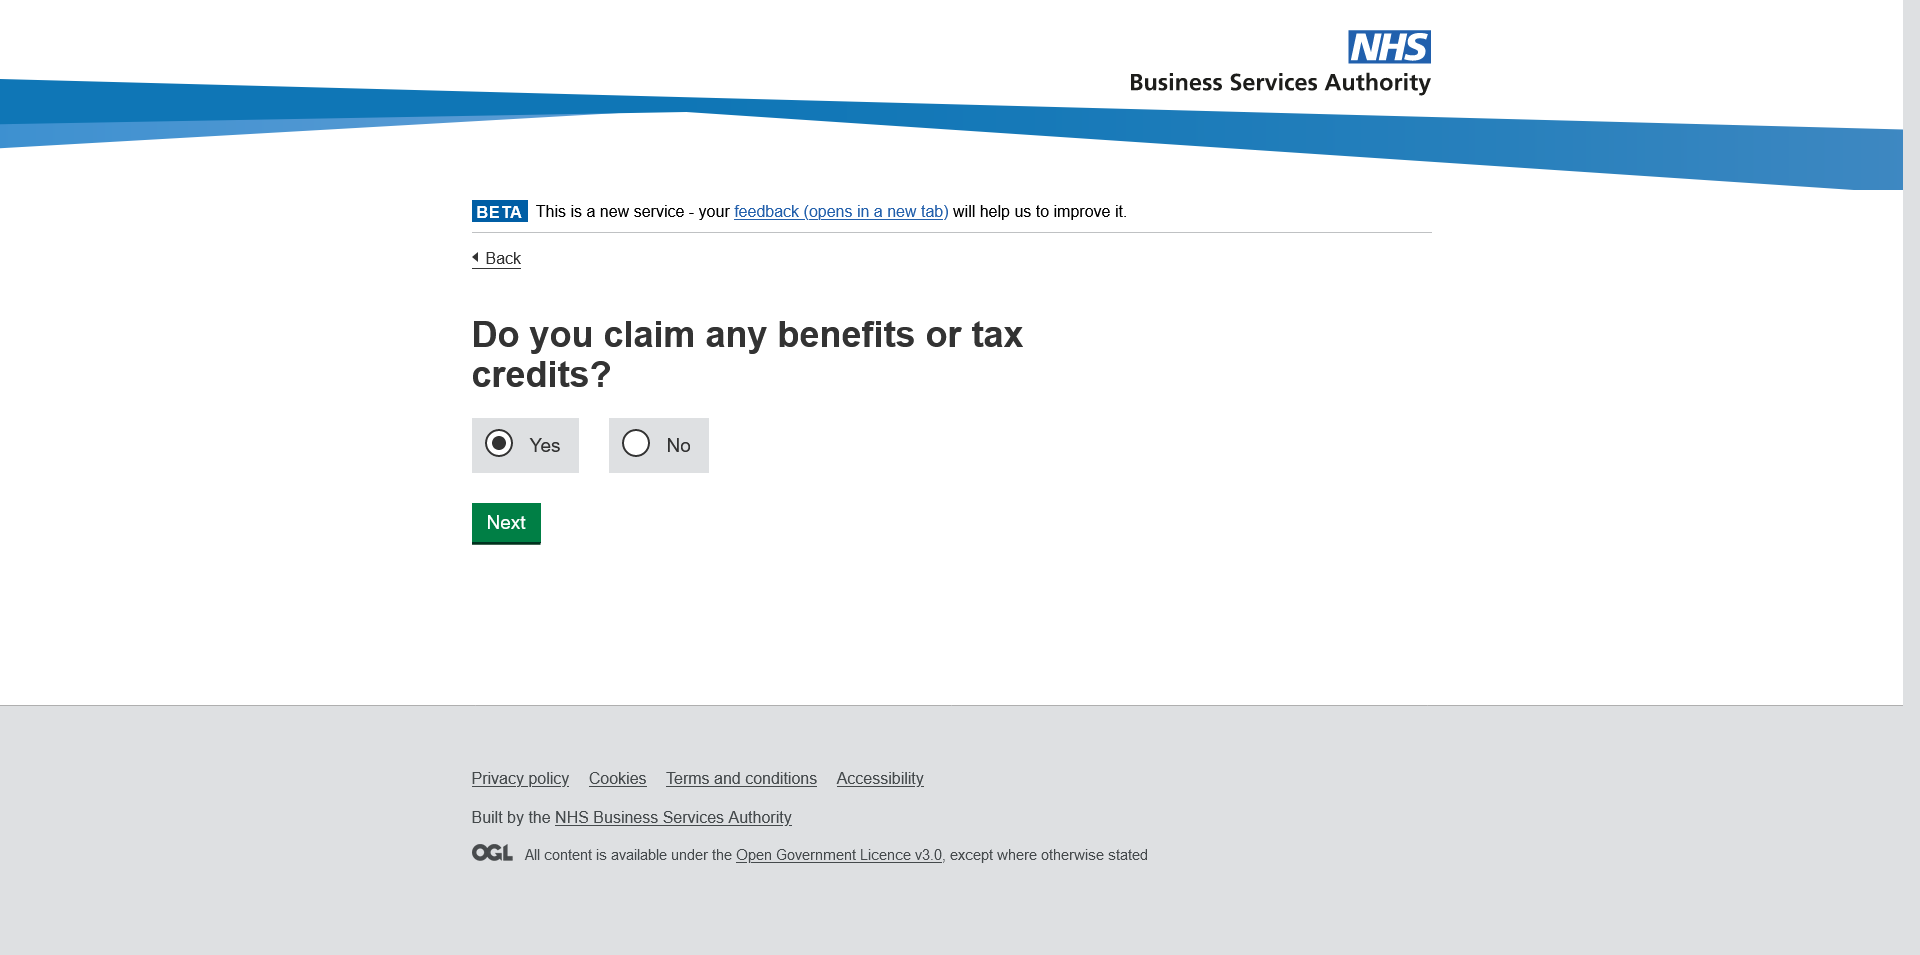 NHS
Business Services Authority
BETA This is a new service - your feedback (opens in a new tab) will help us to improve it.
Back
Do you claim any benefits or tax
credits?
Yes No
Next
Privacy policy Cookies Terms and conditions Accessibility
Built by the NHS Business Services Authority
OGL All content is available under the Open Government Licence v3.0, except where otherwise stated